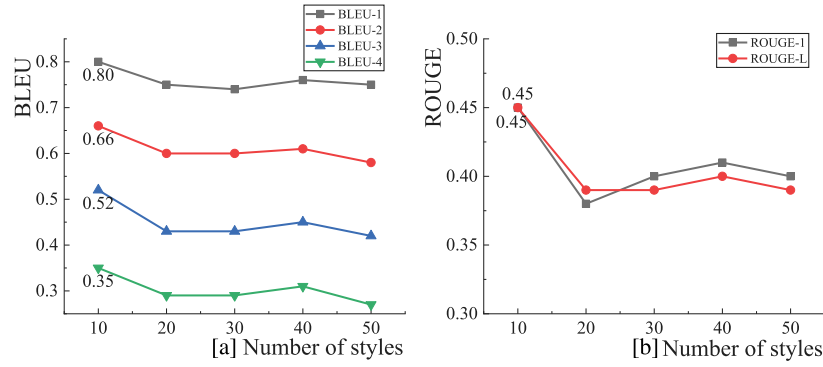 BLEU-1
BLEU-2
BLEU-3
BLEU-4
BLEU
0.8
0.7
0.6
0.5
0.4
0.3
0.80
0.66
0.52
0.35
10 20 30 40 50
[a] Number of styles
ROUGE-1
ROUGE-L
ROUGE
0.50
0.45
0.40
0.35
0.30
0.45
0.45
10 20 30 40 50
[b] Number of styles